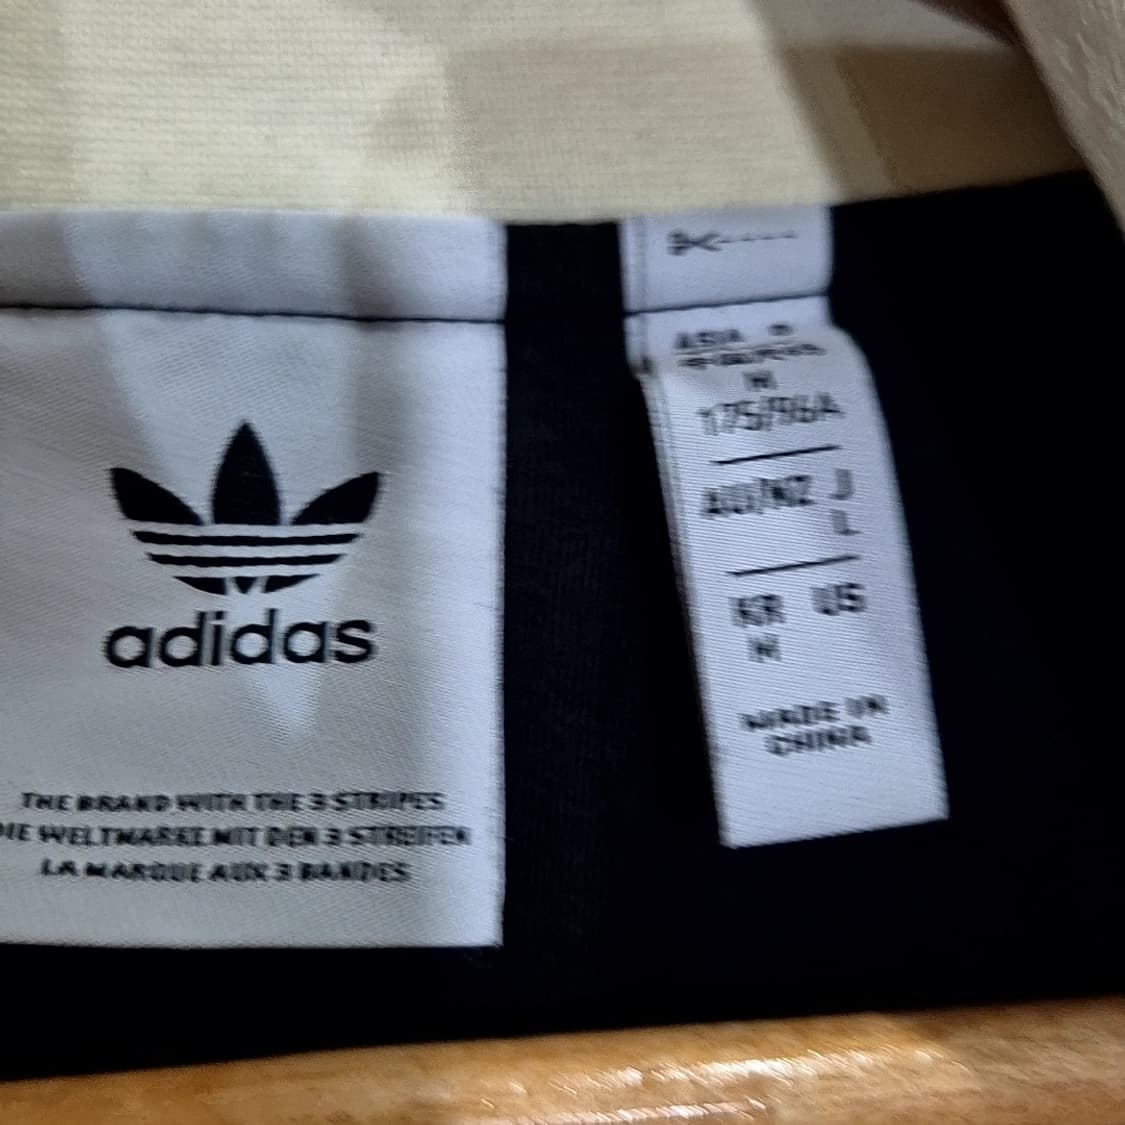 adidas
THE BRAND WITH THE 3 STRIPES
DIE WELTMARKE MIT DEN 3 STREIFEN
LA MARQUE AUX 3 BANDES
ASIA
M
175/96A
AU/NZ J
L
KR US
M
MADE IN
CHINA